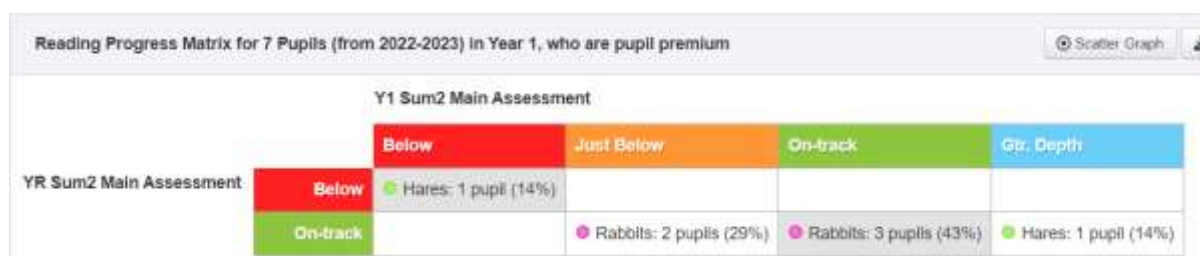 Reading Progress Matrix for 7 Pupils (from 2022-2023) in Year 1, who are pupil premium
Scatter Graph
Y1 Sum2 Main Assessment
Below Just Below On-track Gtr. Depth
YR Sum2 Main Assessment Below Hares: 1 pupil (14%)
On-track Rabbits: 2 pupils (29%) Rabbits: 3 pupils (43%) Hares: 1 pupil (14%)